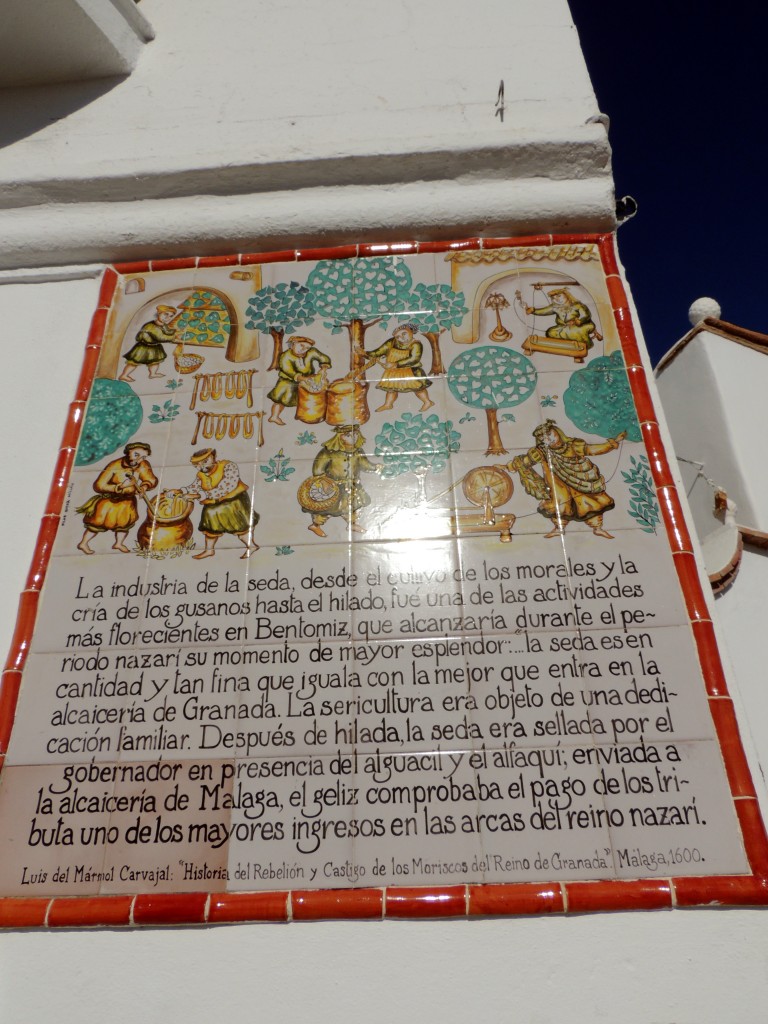 La industria de la seda, desde el cultivo de los morales y la
cría de los gusanos hasta el hilado, fué una de las actividades
más florecientes en Bentomiz, que alcanzaría durante el pe-
riodo nazarí su momento de mayor esplendor:..."la seda es en
cantidad y tan fina que iguala con la mejor que entra en la
alcaicería de Granada. La sericultura era objeto de una dedi-
cación familiar. Después de hilada, la seda era sellada por el
gobernador en presencia del alguacil y el alfaquí; enviada a
la alcaicería de Malaga, el geliz comprobaba el pago de los tri-
buta uno de los mayores ingresos en las arcas del reino nazarí.
Luis del Mármol Carvajal: "Historia del Rebelión y Castigo de los Moriscos del Reino de Granada". Málaga, 1600.